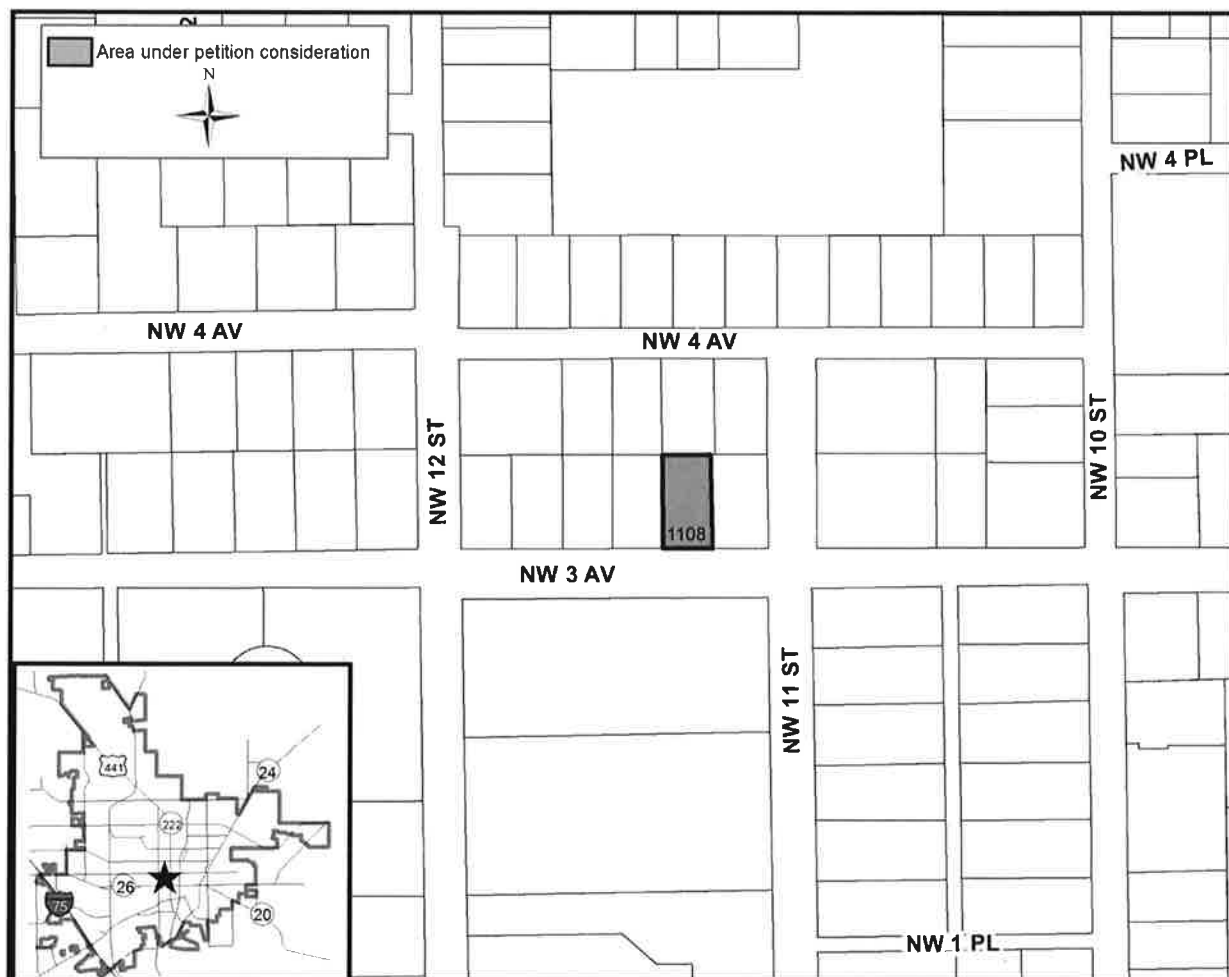 2
Area under petition consideration
N
NW 4 PL
NW 4 AV
NW 4 AV
NW 12 ST
NW 10 ST
1108
NW 3 AV
NW 11 ST
441
24
222
26
75
20
NW 1 PL